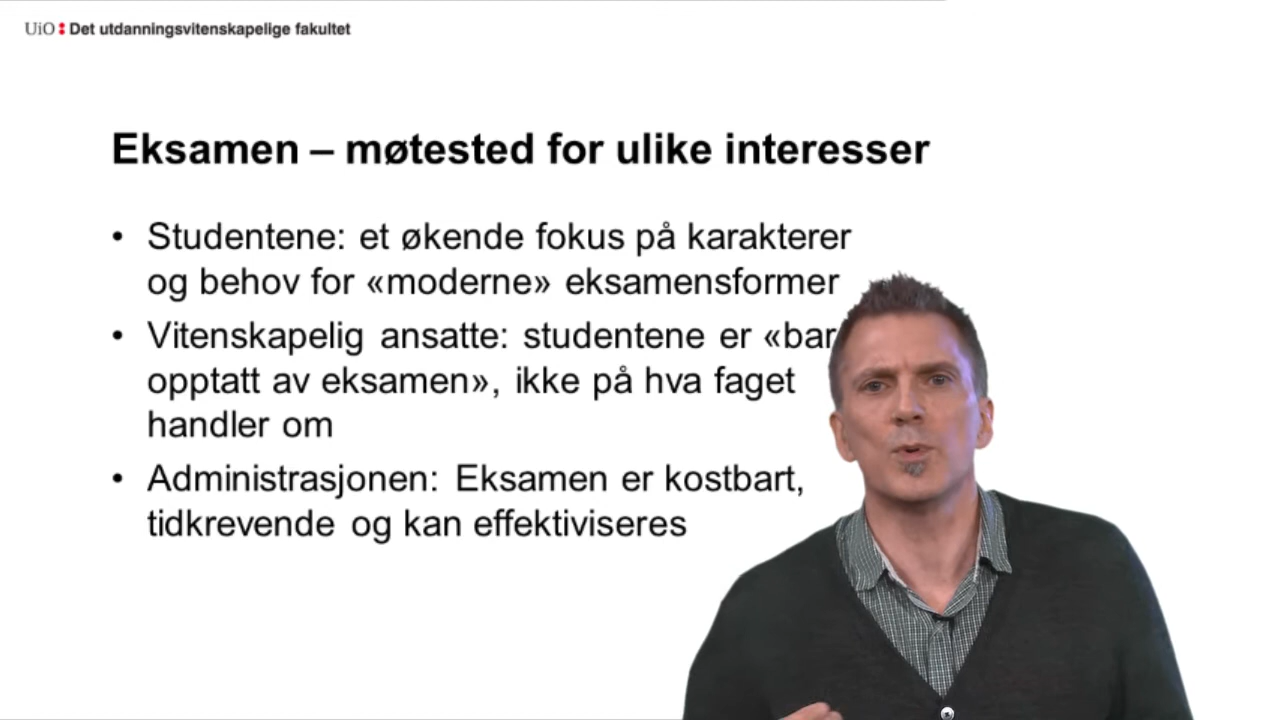 UiO Det utdanningsvitenskapelige fakultet
Eksamen – møtested for ulike interesser
• Studentene: et økende fokus på karakterer
og behov for «moderne» eksamensformer
• Vitenskapelig ansatte: studentene er «bar
opptatt av eksamen», ikke på hva faget
handler om
• Administrasjonen: Eksamen er kostbart,
tidkrevende og kan effektiviseres